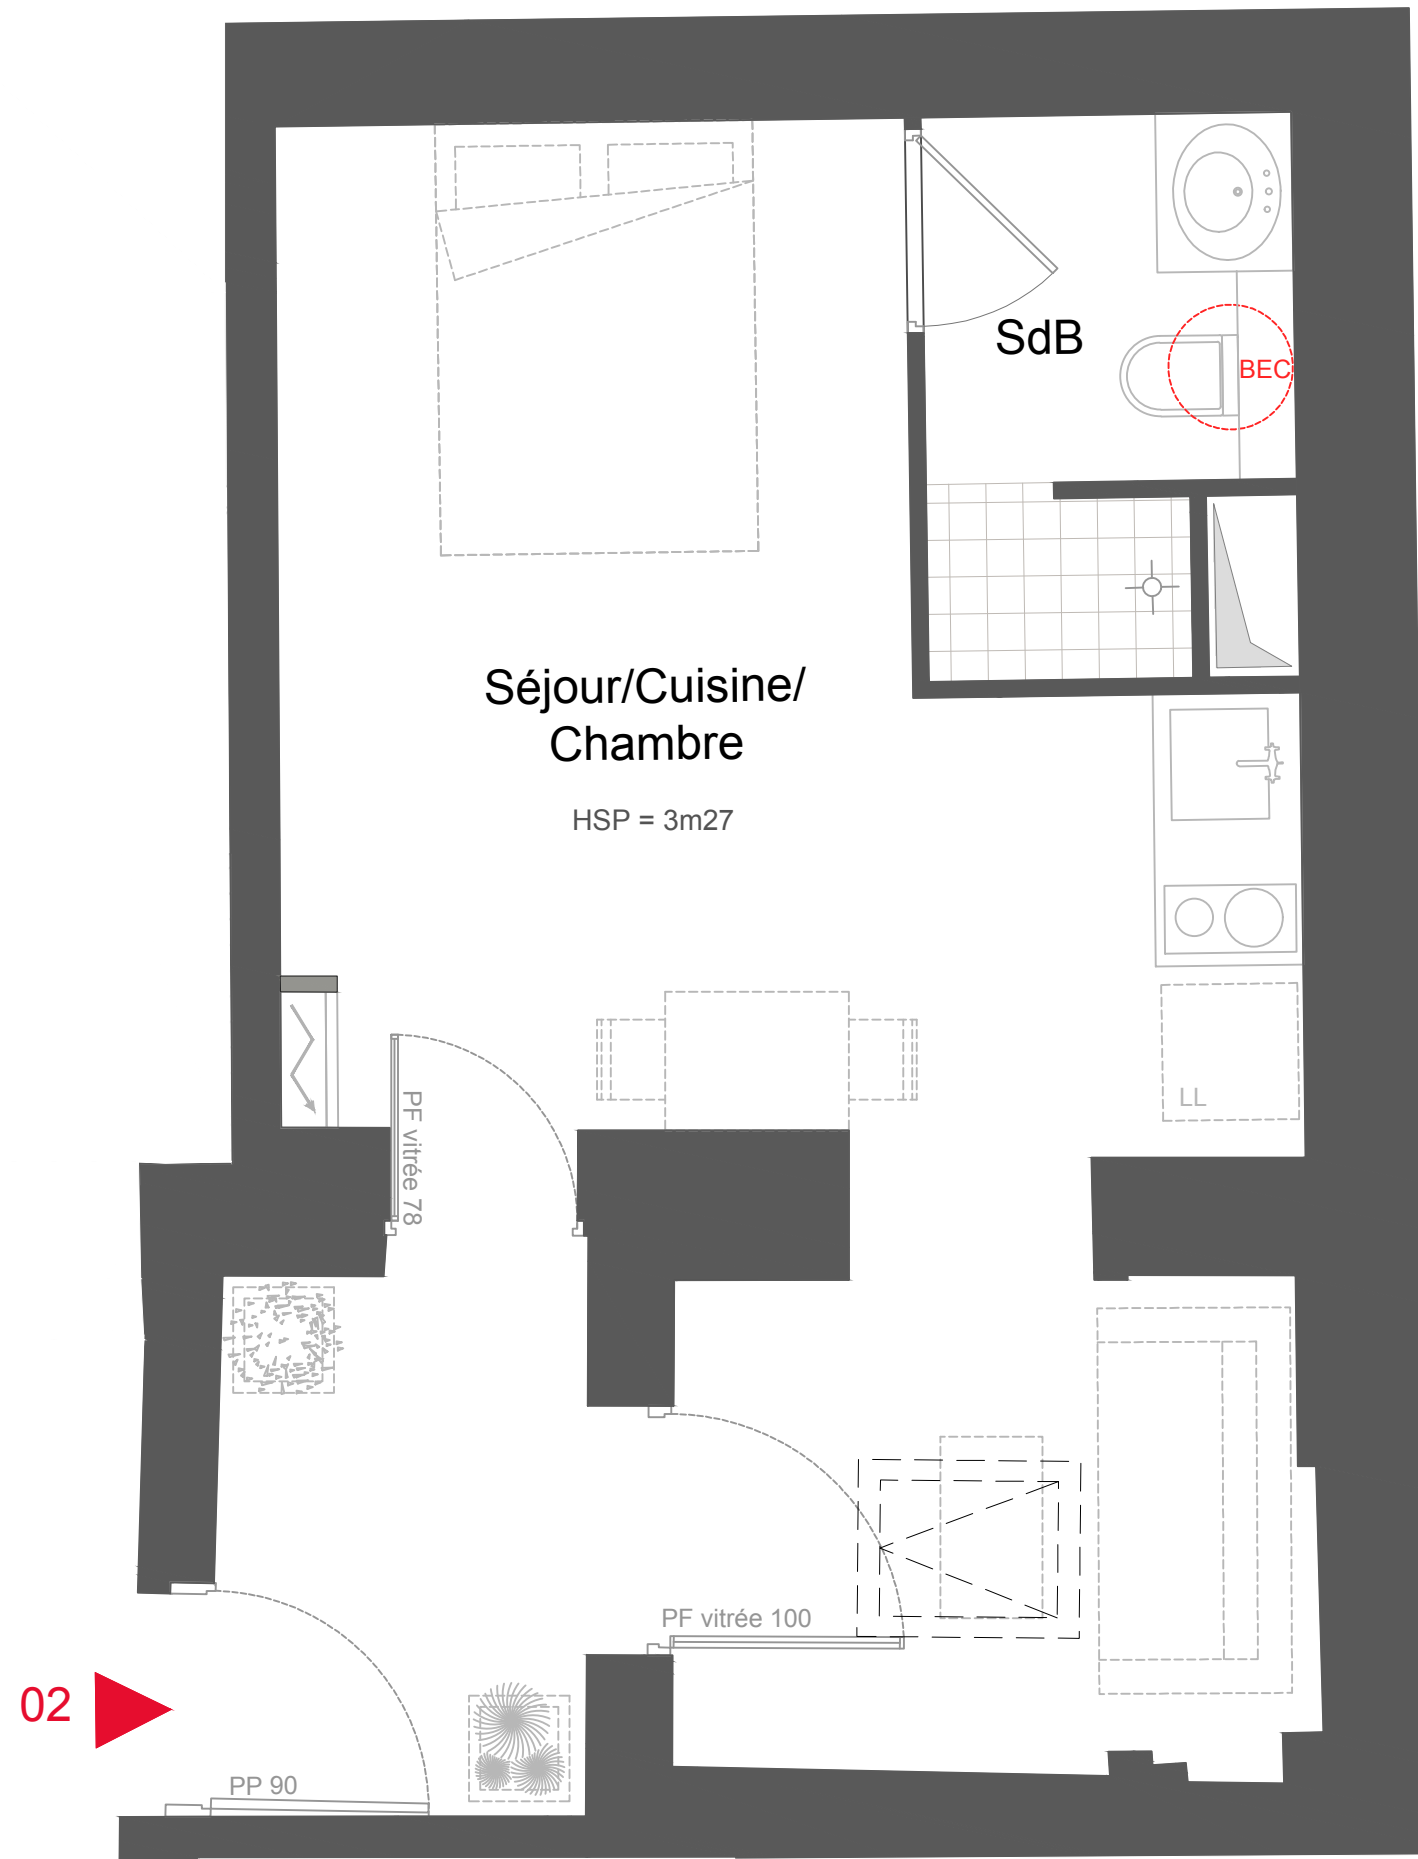 SdB
BEC
Séjour/Cuisine/
Chambre
HSP = 3m27
PF vitrée 78
LL
PF vitrée 100
02
PP 90